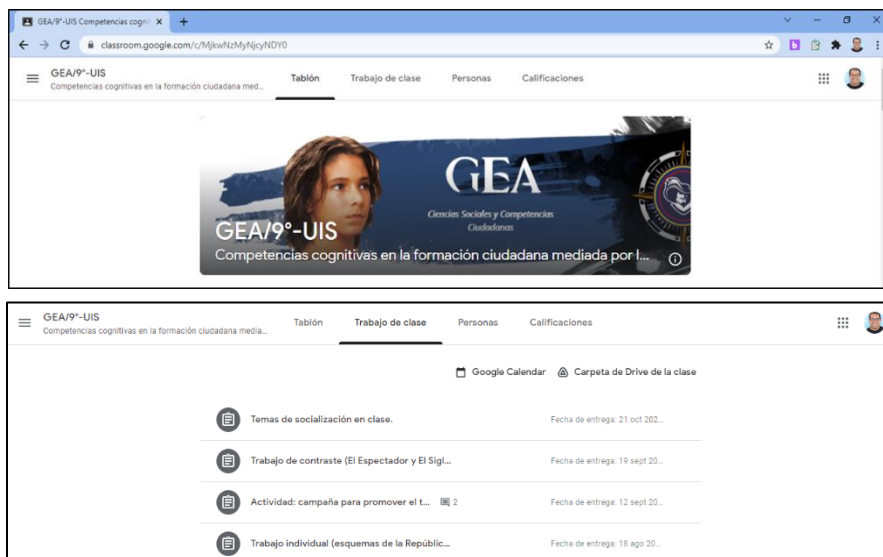 GEA/9°-UIS Competencias cogni
classroom.google.com/c/MjkwNzMyNjcyNDY0
GEA/9°-UIS
Competencias cognitivas en la formación ciudadana med...
Tablón
Trabajo de clase
Personas
Calificaciones
GEA
Ciencias Sociales y Competencias
Ciudadanas
GEA/9°-UIS
Competencias cognitivas en la formación ciudadana mediada por l...
GEA/9°-UIS
Competencias cognitivas en la formación ciudadana media...
Tablón
Trabajo de clase
Personas
Calificaciones
Google Calendar
Carpeta de Drive de la clase
Temas de socialización en clase.
Fecha de entrega: 21 oct 202...
Trabajo de contraste (El Espectador y El Sigl...
Fecha de entrega: 19 sept 20...
Actividad: campaña para promover el t...
2
Fecha de entrega: 12 sept 20...
Trabajo individual (esquemas de la Repúblic...
Fecha de entrega: 18 ago 20...